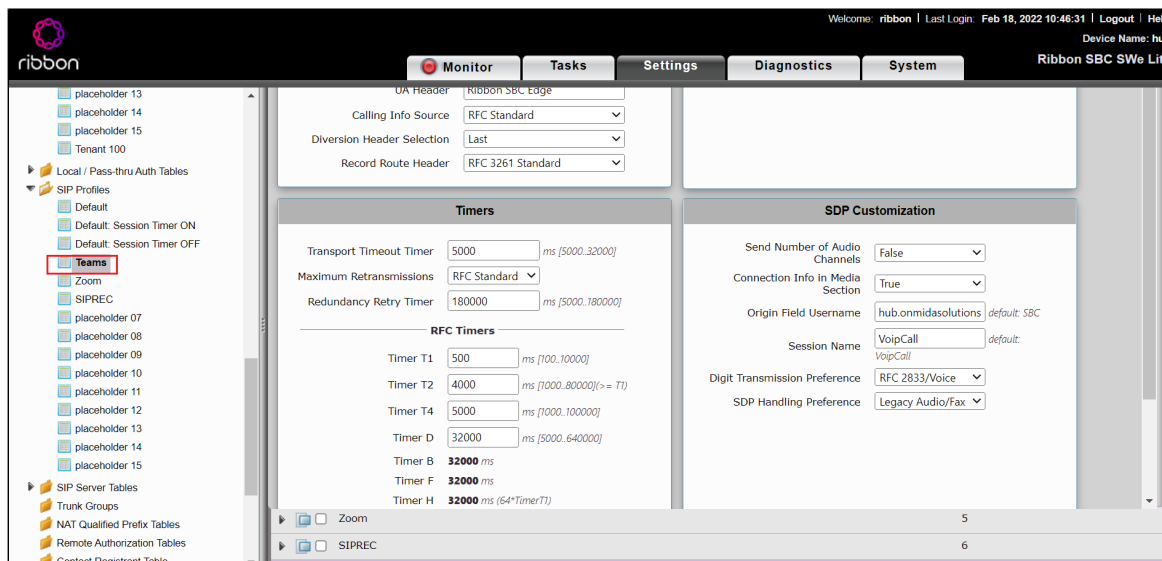 Welcome: ribbon | Last Login: Feb 18, 2022 10:46:31 | Logout |
Device Name:
ribbon
Monitor Tasks Settings Diagnostics System
Ribbon SBC SWe
placeholder 13
placeholder 14
placeholder 15
Tenant 100
Local / Pass-thru Auth Tables
SIP Profiles
Default
Default: Session Timer ON
Default: Session Timer OFF
Teams
Zoom
SIPREC
placeholder 07
placeholder 08
placeholder 09
placeholder 10
placeholder 11
placeholder 12
placeholder 13
placeholder 14
placeholder 15
SIP Server Tables
Trunk Groups
NAT Qualified Prefix Tables
Remote Authorization Tables
Contact Registrant Table
UA Header Ribbon SBC Edge
Calling Info Source RFC Standard
Diversion Header Selection Last
Record Route Header RFC 3261 Standard
Timers
Transport Timeout Timer 5000 ms [5000..32000]
Maximum Retransmissions RFC Standard
Redundancy Retry Timer 180000 ms [5000..180000]
RFC Timers
Timer T1 500 ms [100..10000]
Timer T2 4000 ms [1000..80000](>= T1)
Timer T4 5000 ms [1000..100000]
Timer D 32000 ms [5000..640000]
Timer B 32000 ms
Timer F 32000 ms
Timer H 32000 ms (64*TimerT1)
SDP Customization
Send Number of Audio
Channels
False
Connection Info in Media
Section
True
Origin Field Username hub.onmidasolutions default: SBC
Session Name VoipCall default:
VoipCall
Digit Transmission Preference RFC 2833/Voice
SDP Handling Preference Legacy Audio/Fax
Zoom 5
SIPREC 6